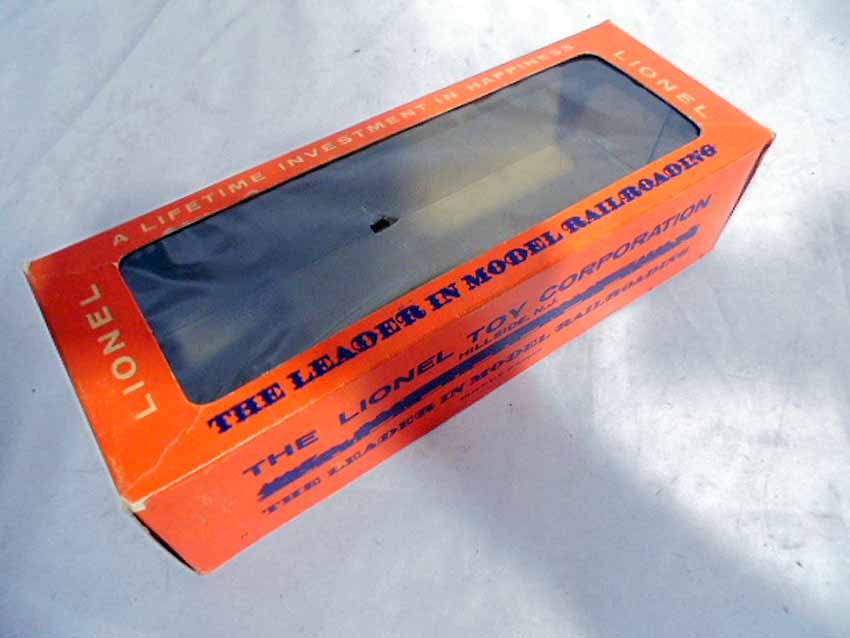 A LIFETIME INVESTMENT IN HAPPINESS
LIONEL
LIONEL
THE LEADER IN MODEL RAILROADING
THE LIONEL TOY CORPORATION
HILLSIDE, N.J.
THE LEADER IN MODEL RAILROADING